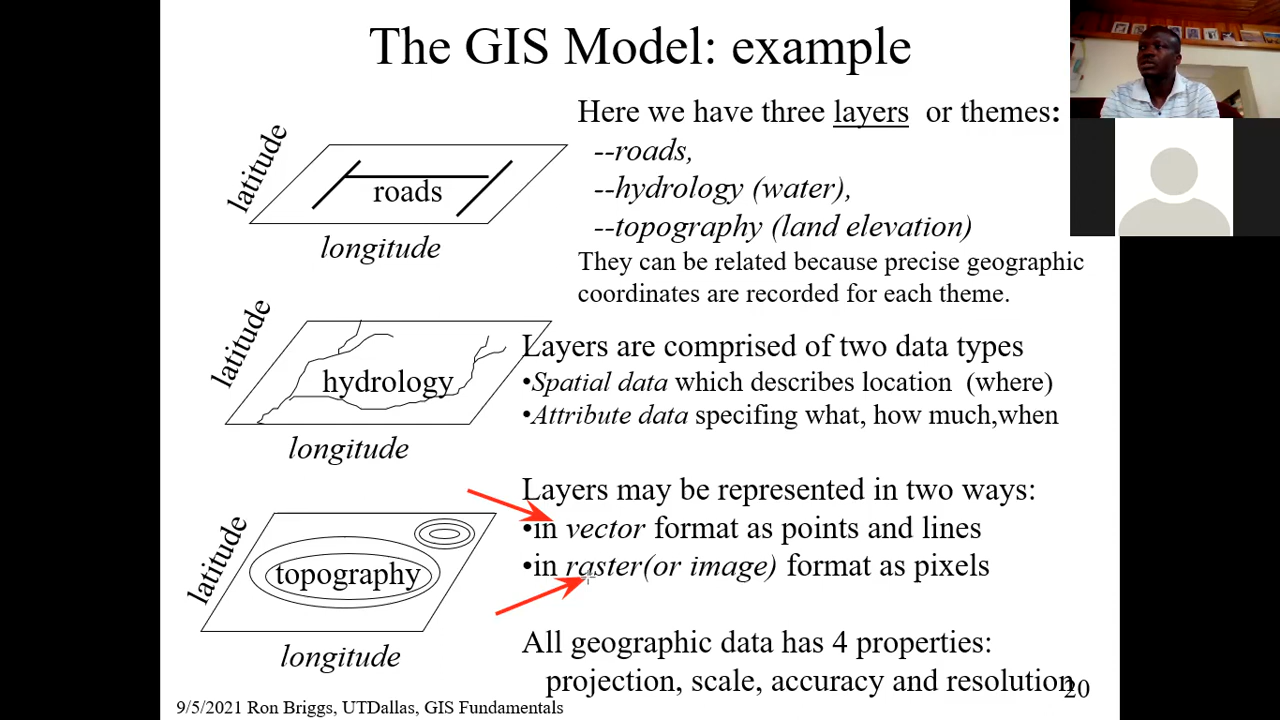 The GIS Model: example
Here we have three layers or themes:
--roads,
--hydrology (water),
--topography (land elevation)
They can be related because precise geographic
coordinates are recorded for each theme.
latitude
roads
longitude
Layers are comprised of two data types
•Spatial data which describes location (where)
•Attribute data specifing what, how much,when
latitude
hydrology
longitude
Layers may be represented in two ways:
•in vector format as points and lines
•in raster(or image) format as pixels
latitude
topography
longitude
All geographic data has 4 properties:
projection, scale, accuracy and resolution
20
9/5/2021 Ron Briggs, UTDallas, GIS Fundamentals